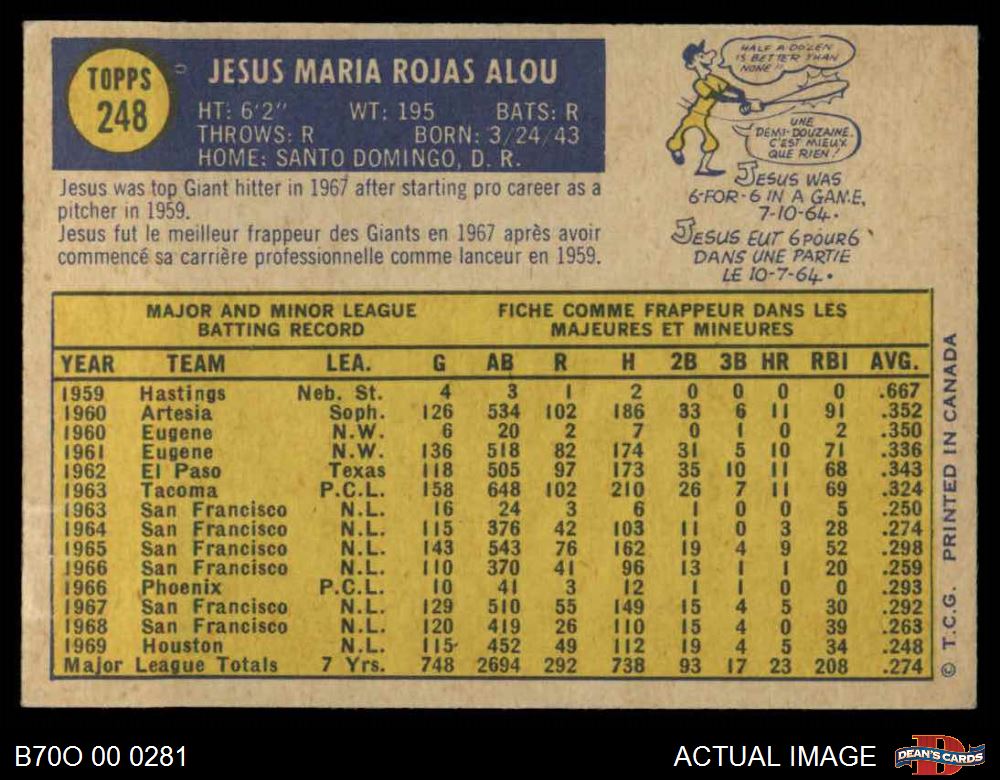 TOPPS
248
JESUS MARIA ROJAS ALOU
HT: 6'2" WT: 195 BATS: R
THROWS: R BORN: 3/24/43
HOME: SANTO DOMINGO, D. R.
Jesus was top Giant hitter in 1967 after starting pro career as a
pitcher in 1959.
Jesus fut le meilleur frappeur des Giants en 1967 après avoir
commencé sa carrière professionnelle comme lanceur en 1959.
HALF A DOZEN
IS BETTER THAN
NONE!!
UNE
DEMI-DOUZAINE.
C'EST MIEUX
QUE RIEN!
JESUS WAS
6-FOR-6 IN A GAME,
7-10-64.
JESUS EUT 6 POUR 6
DANS UNE PARTIE
LE 10-7-64.
MAJOR AND MINOR LEAGUE
BATTING RECORD
FICHE COMME FRAPPEUR DANS LES
MAJEURES ET MINEURES
YEAR TEAM LEA. G AB R H 2B 3B HR RBI AVG.
1959 Hastings Neb. St. 4 3 1 2 0 0 0 0 .667
1960 Artesia Soph. 126 534 102 186 33 6 11 91 .352
1960 Eugene N.W. 6 20 2 7 0 1 0 2 .350
1961 Eugene N.W. 136 518 82 174 31 5 10 71 .336
1962 El Paso Texas 118 505 97 173 35 10 11 68 .343
1963 Tacoma P.C.L. 158 648 102 210 26 7 11 69 .324
1963 San Francisco N.L. 16 24 3 6 1 0 0 5 .250
1964 San Francisco N.L. 115 376 42 103 11 0 3 28 .274
1965 San Francisco N.L. 143 543 76 162 19 4 9 52 .298
1966 San Francisco N.L. 110 370 41 96 13 1 1 20 .259
1966 Phoenix P.C.L. 10 41 3 12 1 1 0 0 .293
1967 San Francisco N.L. 129 510 55 149 15 4 5 30 .292
1968 San Francisco N.L. 120 419 26 110 15 4 0 39 .263
1969 Houston N.L. 115 452 49 112 19 4 5 34 .248
Major League Totals 7 Yrs. 748 2694 292 738 93 17 23 208 .274
© T.C.G. PRINTED IN CANADA
B70O 00 0281
ACTUAL IMAGE
DEAN'S CARDS